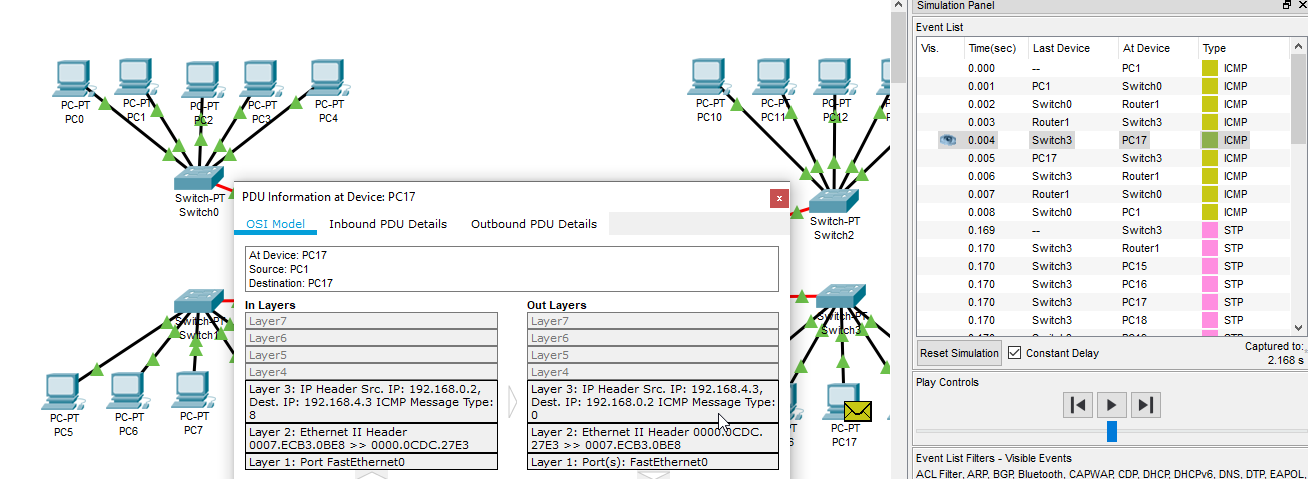 Simulation Panel
Event List
Vis. Time(sec) Last Device At Device Type
0.000 -- PC1 ICMP
0.001 PC1 Switch0 ICMP
0.002 Switch0 Router1 ICMP
0.003 Router1 Switch3 ICMP
0.004 Switch3 PC17 ICMP
0.005 PC17 Switch3 ICMP
0.006 Switch3 Router1 ICMP
0.007 Router1 Switch0 ICMP
0.008 Switch0 PC1 ICMP
0.169 -- Switch3 STP
0.170 Switch3 Router1 STP
0.170 Switch3 PC15 STP
0.170 Switch3 PC16 STP
0.170 Switch3 PC17 STP
0.170 Switch3 PC18 STP
Reset Simulation
Constant Delay
Captured to:
2.168 s
Play Controls
Event List Filters - Visible Events
ACL Filter, ARP, BGP, Bluetooth, CAPWAP, CDP, DHCP, DHCPv6, DNS, DTP, EAPOL,
PC-PT
PC0
PC-PT
PC1
PC-PT
PC2
PC-PT
PC3
PC-PT
PC4
PC-PT
PC10
PC-PT
PC11
PC-PT
PC12
Switch-PT
Switch0
Switch-PT
Switch2
Switch-PT
Switch1
Switch-PT
Switch3
PC-PT
PC5
PC-PT
PC6
PC-PT
PC7
PC-PT
PC17
PDU Information at Device: PC17
x
OSI Model Inbound PDU Details Outbound PDU Details
At Device: PC17
Source: PC1
Destination: PC17
In Layers
Layer7
Layer6
Layer5
Layer4
Layer 3: IP Header Src. IP: 192.168.0.2,
Dest. IP: 192.168.4.3 ICMP Message Type:
8
Layer 2: Ethernet II Header
0007.ECB3.0BE8 >> 0000.0CDC.27E3
Layer 1: Port FastEthernet0
Out Layers
Layer7
Layer6
Layer5
Layer4
Layer 3: IP Header Src. IP: 192.168.4.3,
Dest. IP: 192.168.0.2 ICMP Message Type:
0
Layer 2: Ethernet II Header 0000.0CDC.
27E3 >> 0007.ECB3.0BE8
Layer 1: Port(s): FastEthernet0